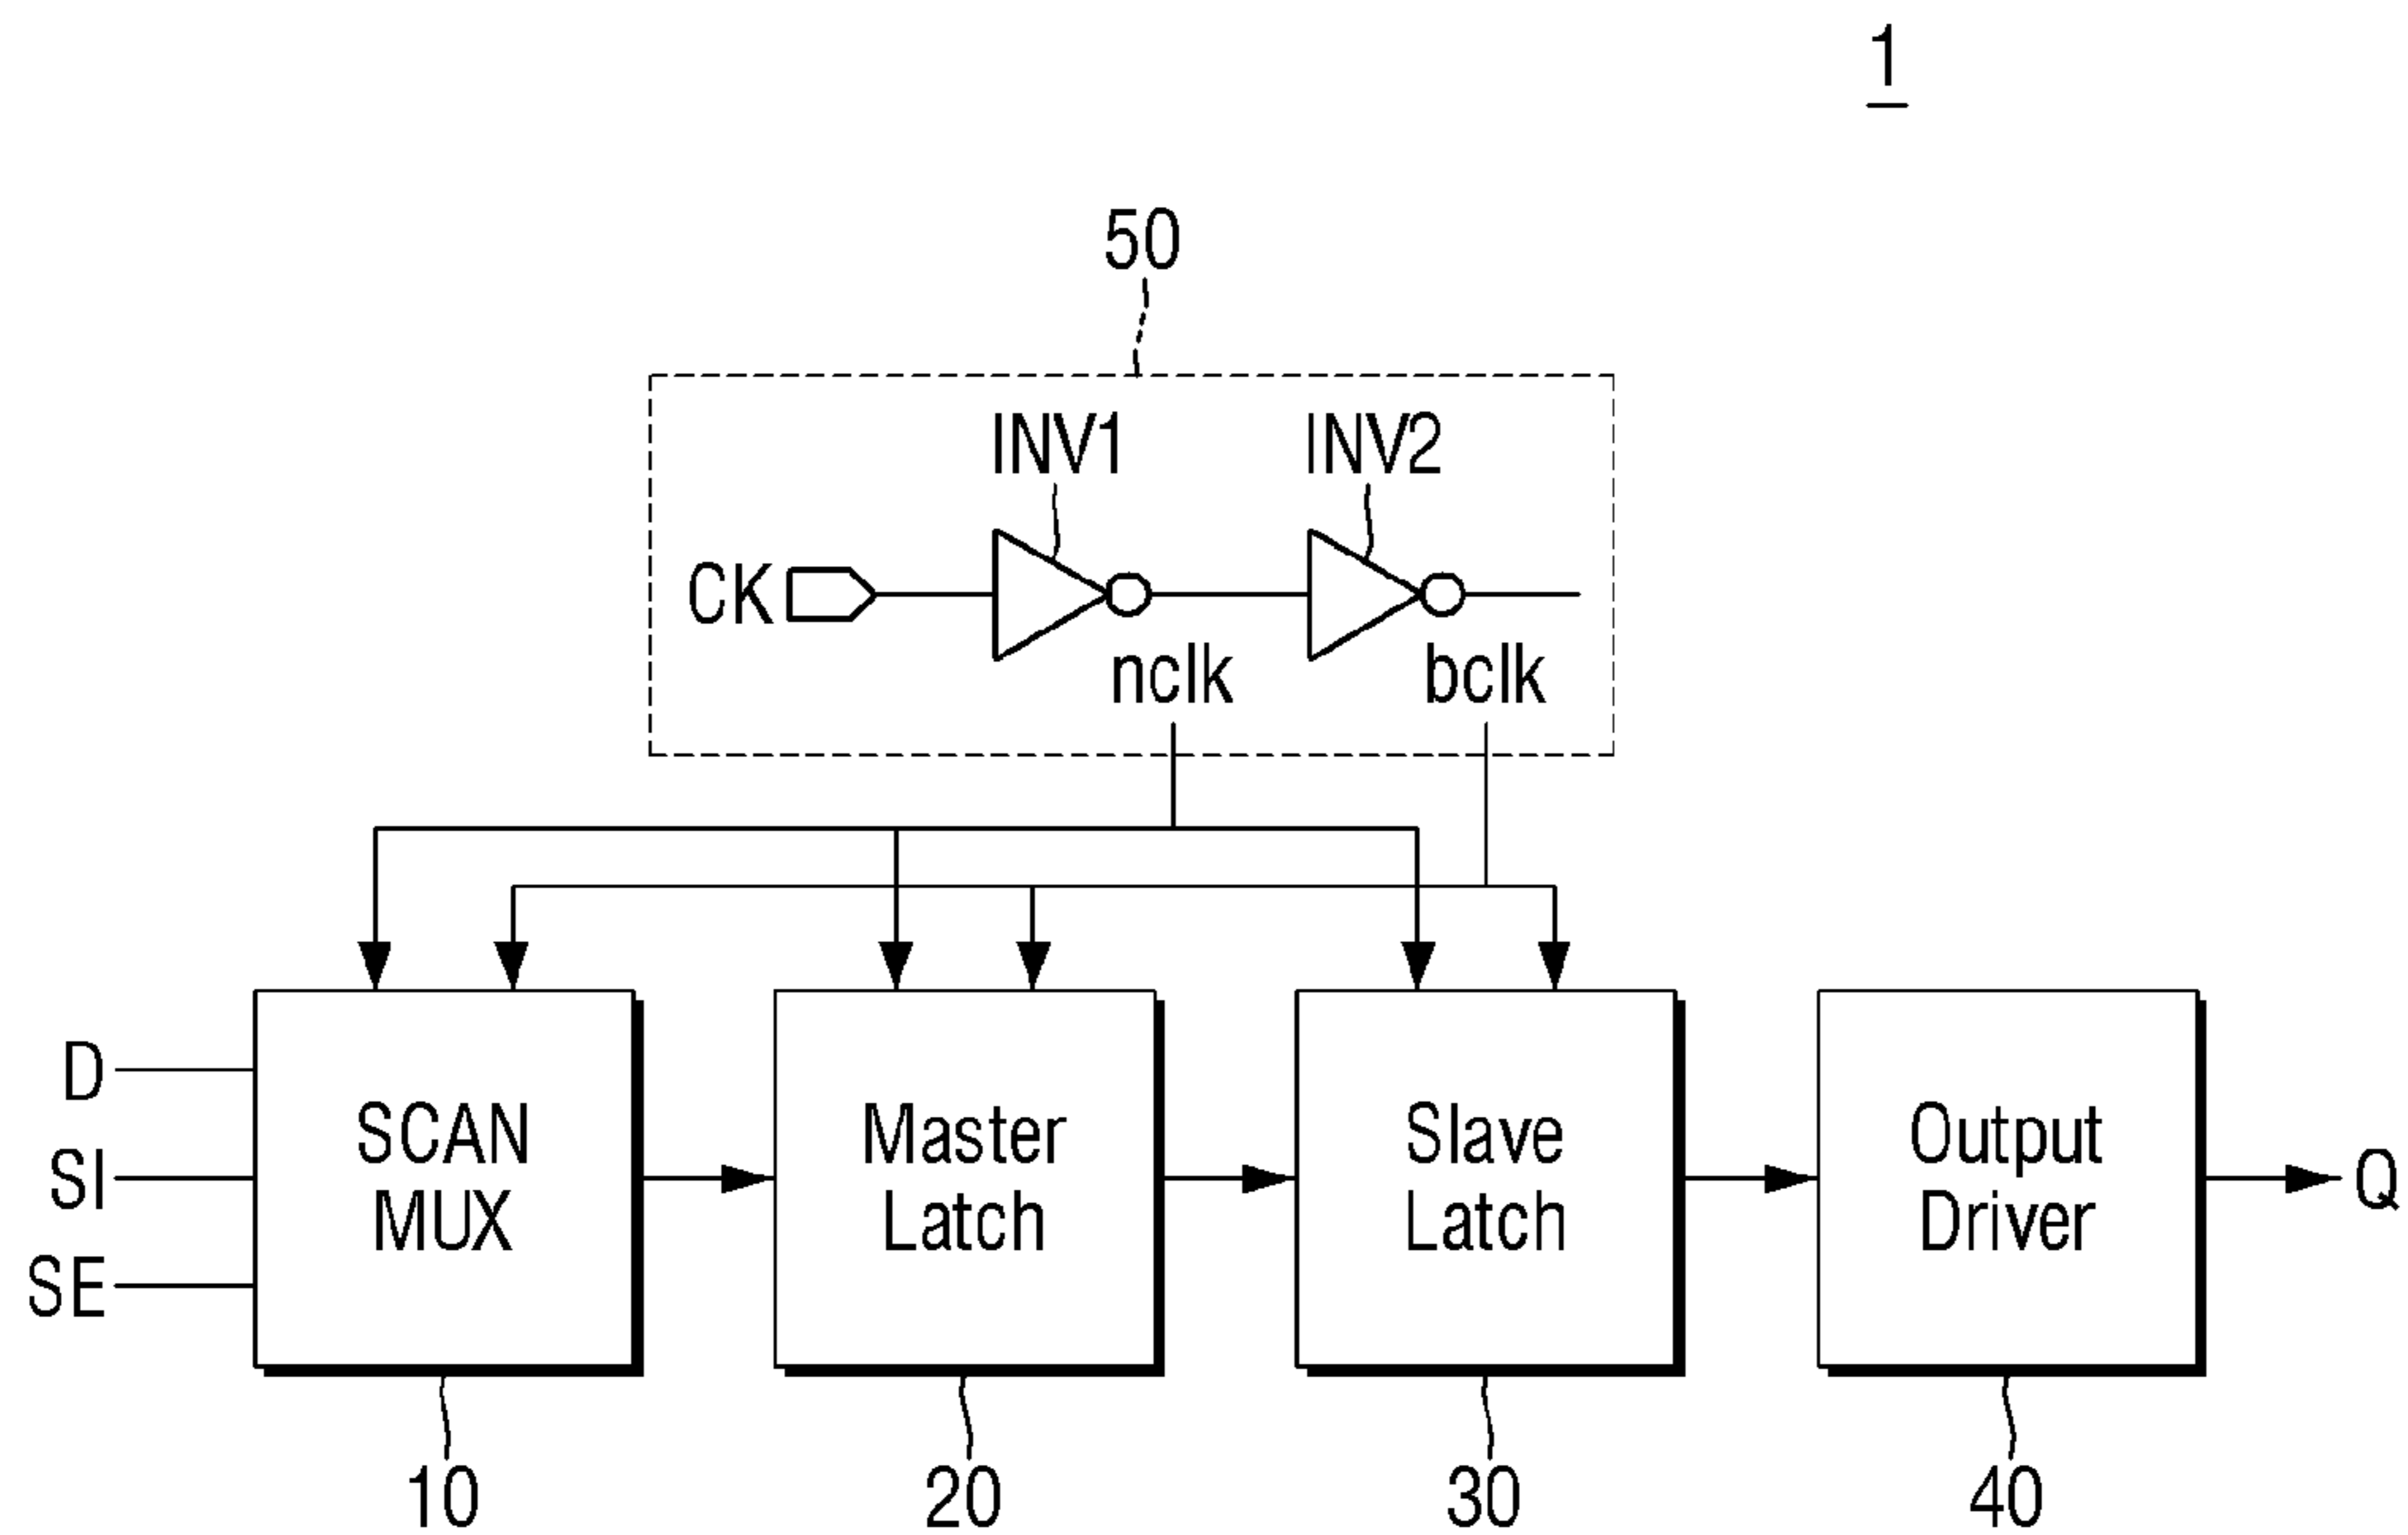 1
50
INV1 INV2
CK
nclk bclk
D
SI
SE
SCAN
MUX
Master
Latch
Slave
Latch
Output
Driver
Q
10 20 30 40